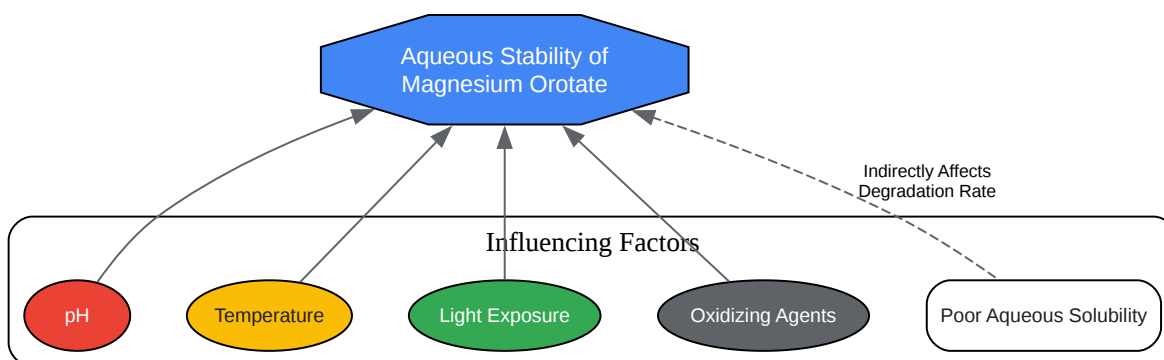 Aqueous Stability of
Magnesium Orotate
Indirectly Affects
Degradation Rate
Influencing Factors
pH
Temperature
Light Exposure
Oxidizing Agents
Poor Aqueous Solubility